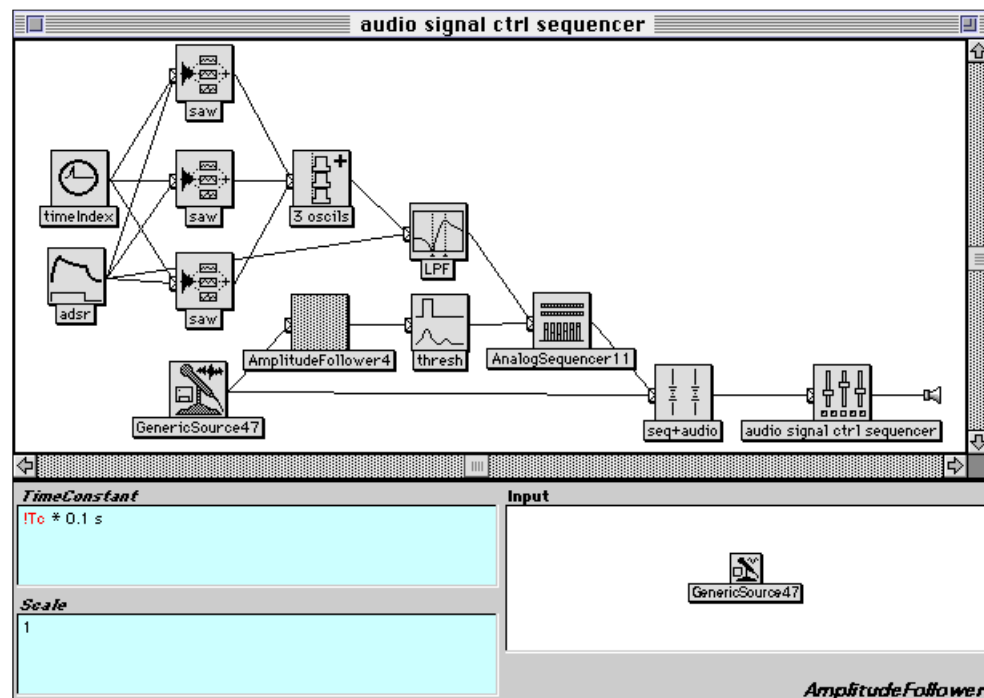 audio signal ctrl sequencer
saw
timeIndex
saw
3 oscils
LPF
adsr
saw
AmplitudeFollower4
thresh
AnalogSequencer11
GenericSource47
seq+audio
audio signal ctrl sequencer
TimeConstant
!Tc * 0.1 s
Input
GenericSource47
Scale
1
AmplitudeFollower